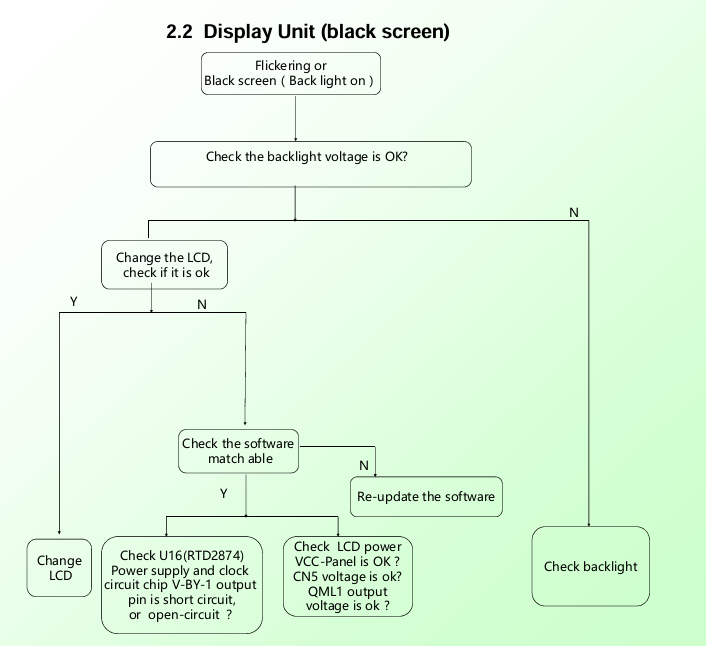 2.2 Display Unit (black screen)
Flickering or
Black screen ( Back light on )
Check the backlight voltage is OK?
N
Change the LCD,
check if it is ok
Y
N
Check the software
match able
N
Y
Re-update the software
Change
LCD
Check U16(RTD2874)
Power supply and clock
circuit chip V-BY-1 output
pin is short circuit,
or open-circuit ?
Check LCD power
VCC-Panel is OK ?
CN5 voltage is ok?
QML1 output
voltage is ok ?
Check backlight